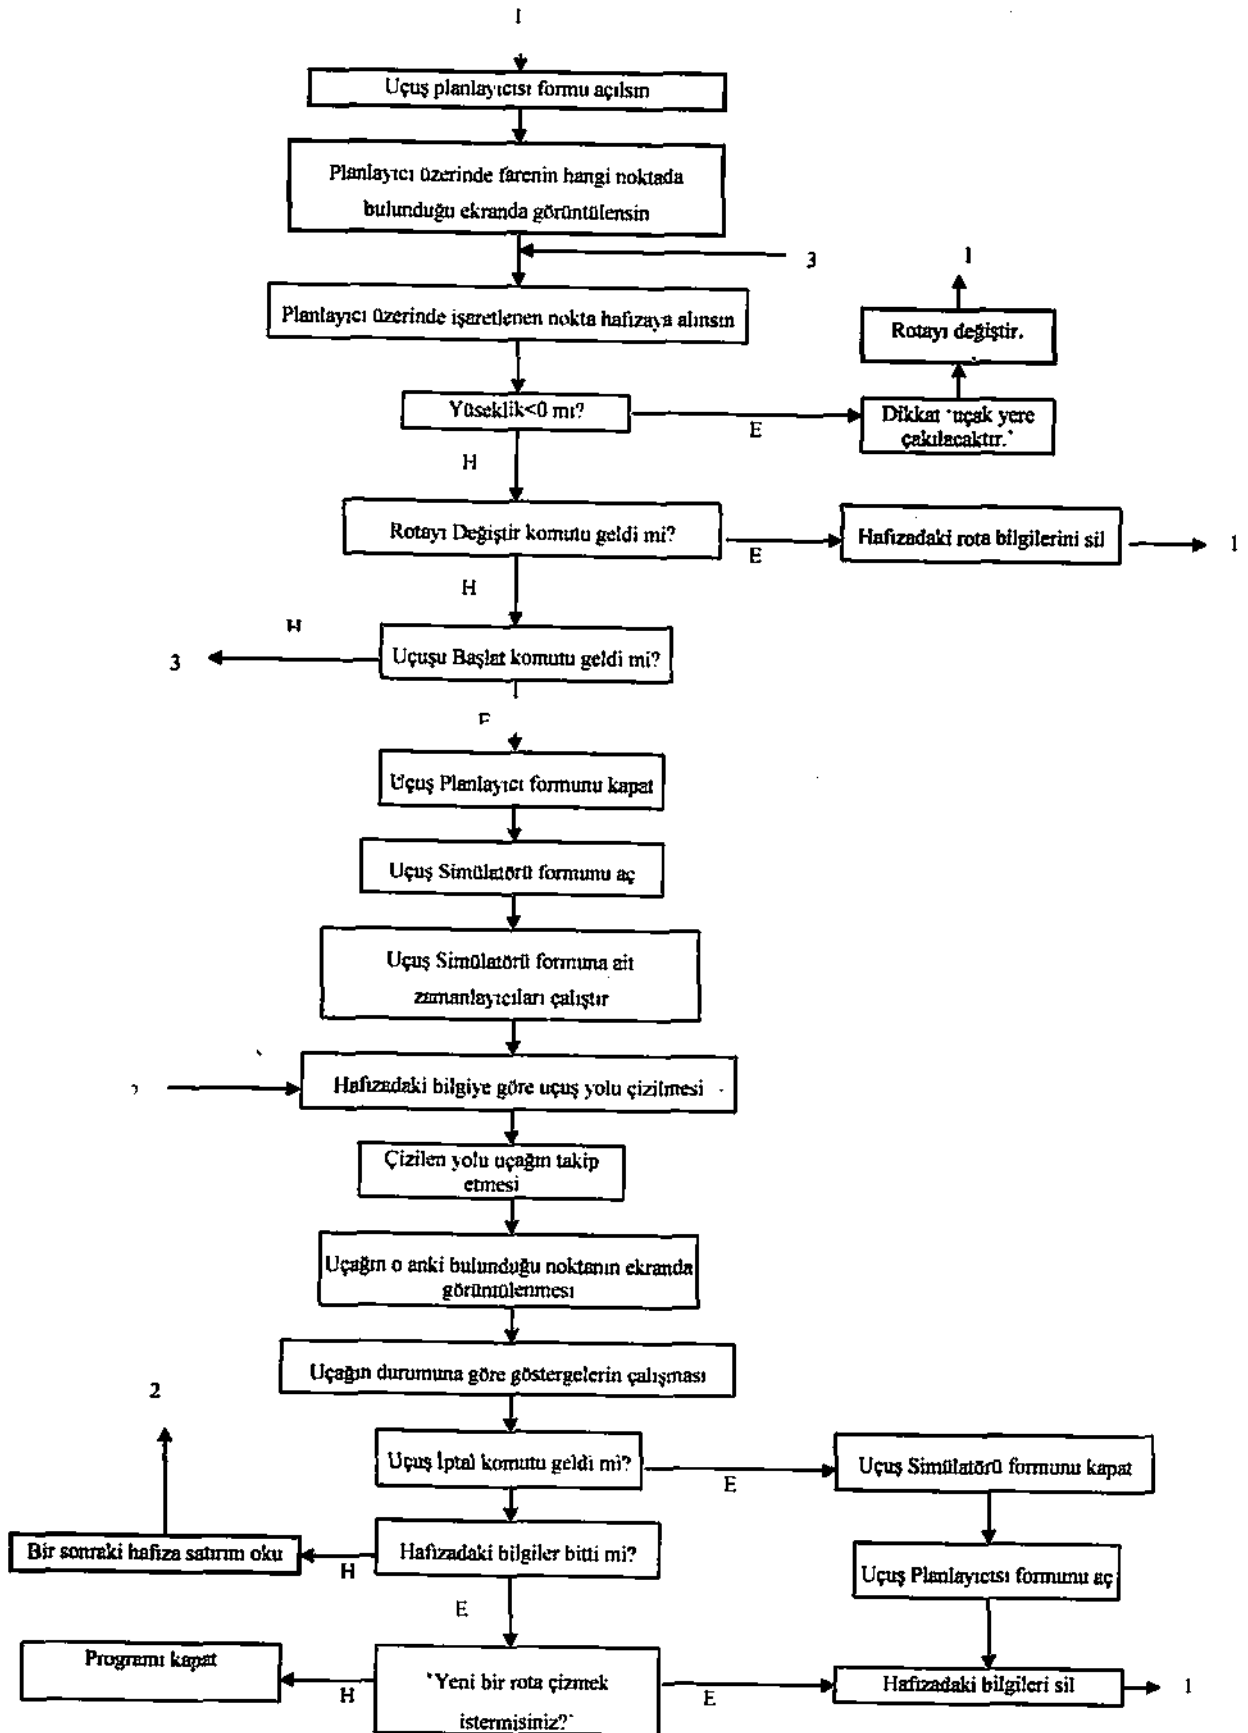 1
Uçuş planlayıcısı formu açılsın
Planlayıcı üzerinde farenin hangi noktada
bulunduğu ekranda görüntülensin
3
1
Planlayıcı üzerinde işaretlenen nokta hafızaya alınsın
Rotayı değiştir.
Yüseklik<0 mı?
E
Dikkat 'uçak yere
çakılacaktır.'
H
Rotayı Değiştir komutu geldi mi?
E
Hafızadaki rota bilgilerini sil
1
H
H
3
Uçuşu Başlat komutu geldi mi?
E
Uçuş Planlayıcı formunu kapat
Uçuş Simülatörü formunu aç
Uçuş Simülatörü formuna ait
zamanlayıcıları çalıştır
Hafızadaki bilgiye göre uçuş yolu çizilmesi
Çizilen yolu uçağın takip
etmesi
Uçağın o anki bulunduğu noktanın ekranda
görüntülenmesi
Uçağın durumuna göre göstergelerin çalışması
2
Uçuş İptal komutu geldi mi?
E
Uçuş Simülatörü formunu kapat
Bir sonraki hafıza satırım oku
H
Hafızadaki bilgiler bitti mi?
Uçuş Planlayıcısı formunu aç
E
Programı kapat
H
'Yeni bir rota çizmek
istermisiniz?'
E
Hafızadaki bilgileri sil
1